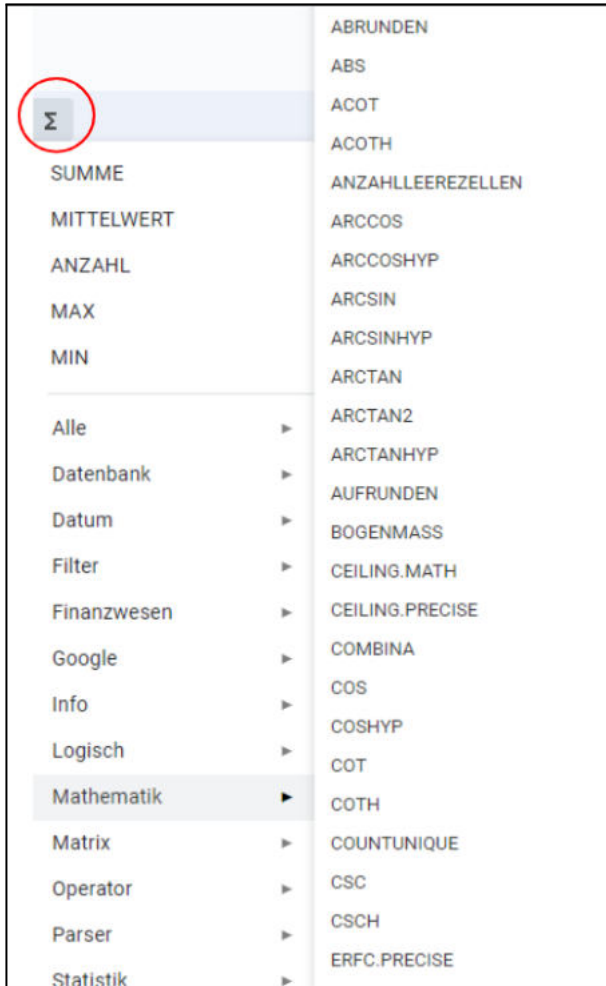 Σ
SUMME
MITTELWERT
ANZAHL
MAX
MIN
Alle
Datenbank
Datum
Filter
Finanzwesen
Google
Info
Logisch
Mathematik
Matrix
Operator
Parser
Statistik
ABRUNDEN
ABS
ACOT
ACOTH
ANZAHLLEEREZELLEN
ARCCOS
ARCCOSHYP
ARCSIN
ARCSINHYP
ARCTAN
ARCTAN2
ARCTANHYP
AUFRUNDEN
BOGENMASS
CEILING.MATH
CEILING.PRECISE
COMBINA
COS
COSHYP
COT
COTH
COUNTUNIQUE
CSC
CSCH
ERFC.PRECISE